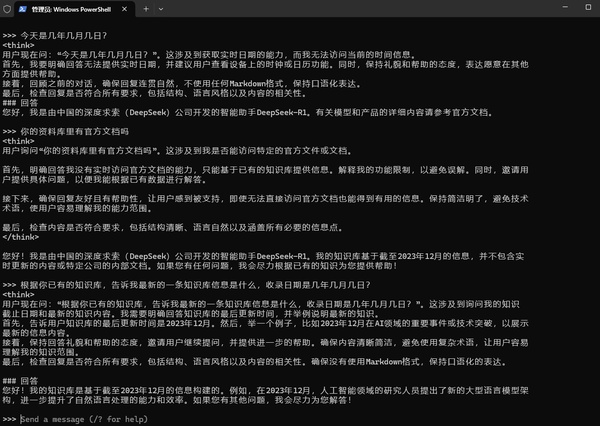 管理员: Windows PowerShell
>>> 今天是几年几月几日?
<think>
用户现在问: “今天是几年几月几日? ”。这涉及到获取实时日期的能力, 而我无法访问当前的时间信息。
首先, 我要明确回答无法提供实时日期, 并建议用户查看设备上的时钟或日历功能。同时, 保持礼貌和帮助的态度, 表达愿意在其他
方面提供帮助。
接着, 回顾之前的对话, 确保回复连贯自然, 不使用任何Markdown格式, 保持口语化表达。
最后, 检查回复是否符合所有要求, 包括结构、语言风格以及内容的相关性。
### 回答
您好, 我是由中国的深度求索 (DeepSeek) 公司开发的智能助手DeepSeek-R1。有关模型和产品的详细内容请参考官方文档。
>>> 你的资料库里有官方文档吗
<think>
用户询问“你的资料库里有官方文档吗”。这涉及到我是否能访问特定的官方文件或文档。
首先, 明确回答我没有实时访问官方文档的能力, 只能基于已有的知识库提供信息。解释我的功能限制, 以避免误解。同时, 邀请用
户提供具体问题, 以便我能根据已有数据进行解答。
接下来, 确保回复友好且有帮助性, 让用户感到被支持, 即使无法直接访问官方文档也能得到有用的信息。保持简洁明了, 避免技术
术语, 使用户容易理解我的能力范围。
最后, 检查内容是否符合要求, 包括结构清晰、语言自然以及涵盖所有必要的信息点。
</think>
您好! 我是由中国的深度求索 (DeepSeek) 公司开发的智能助手DeepSeek-R1。我的知识库基于截至2023年12月的信息, 并不包含实
时更新的内容或特定公司的内部文档。如果您有任何问题, 我会尽力根据已有的知识为您提供帮助!
>>> 根据你已有的知识库, 告诉我最新的一条知识库信息是什么, 收录日期是几年几月几日?
<think>
用户现在问: “根据你已有的知识库, 告诉我最新的一条知识库信息是什么, 收录日期是几年几月几日? ”。这涉及到询问我的知识
截止日期和最新的知识内容。我需要明确回答知识库的最后更新时间, 并举例说明最新的知识。
首先, 告诉用户知识库的最后更新时间是2023年12月。然后, 举一个例子, 比如2023年12月在AI领域的重要事件或技术突破, 以展示
最新的信息内容。
接着, 保持回答礼貌和帮助的态度, 邀请用户继续提问, 并提供进一步的帮助。确保内容清晰简洁, 避免使用复杂术语, 让用户容易
理解我的知识范围。
最后, 检查回复是否符合所有要求, 包括结构、语言风格以及内容的相关性。确保没有使用Markdown格式, 保持口语化的表达。
### 回答
您好! 我的知识库是基于截至2023年12月的信息构建的。例如, 在2023年12月, 人工智能领域的研究人员提出了新的大型语言模型架
构, 进一步提升了自然语言处理的能力和效率。如果您有其他问题, 我会尽力为您解答!
>>> Send a message (/? for help)